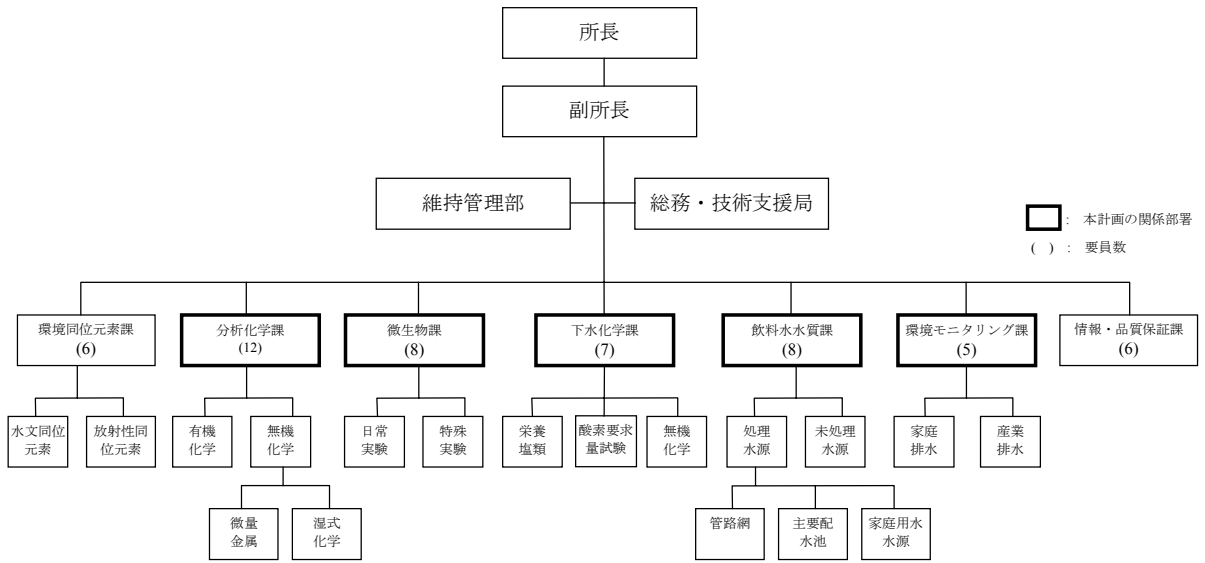 所長
副所長
維持管理部
総務・技術支援局
: 本計画の関係部署
( ) : 要員数
環境同位元素課
(6)
分析化学課
(12)
微生物課
(8)
下水化学課
(7)
飲料水水質課
(8)
環境モニタリング課
(5)
情報・品質保証課
(6)
水文同位
元素
放射性同
位元素
有機
化学
無機
化学
日常
実験
特殊
実験
栄養
塩類
酸素要求
量試験
無機
化学
処理
水源
未処理
水源
家庭
排水
産業
排水
微量
金属
湿式
化学
管路網
主要配
水池
家庭用水
水源